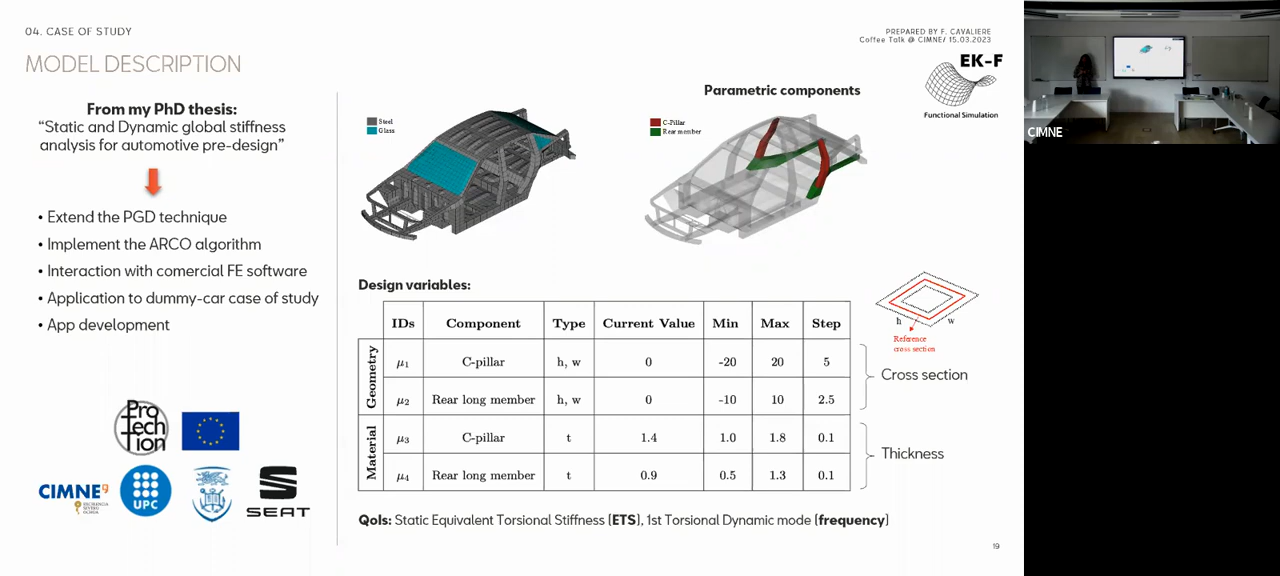 04. CASE OF STUDY
PREPARED BY F. CAVALIERE
Coffee Talk @ CIMNE/ 15.03.2023
MODEL DESCRIPTION
EK-F
Functional Simulation
From my PhD thesis:
“Static and Dynamic global stiffness
analysis for automotive pre-design”
• Extend the PGD technique
• Implement the ARCO algorithm
• Interaction with comercial FE software
• Application to dummy-car case of study
• App development
Steel
Glass
Parametric components
C-Pillar
Rear member
Design variables:
IDs Component Type Current Value Min Max Step
Geometry
μ1 C-pillar h, w 0 -20 20 5
μ2 Rear long member h, w 0 -10 10 2.5
Material
μ3 C-pillar t 1.4 1.0 1.8 0.1
μ4 Rear long member t 0.9 0.5 1.3 0.1
h w
Reference
cross section
Cross section
Thickness
QoIs: Static Equivalent Torsional Stiffness (ETS), 1st Torsional Dynamic mode (frequency)
ProTechTion
CIMNE
UPC
SEAT
19
CIMNE